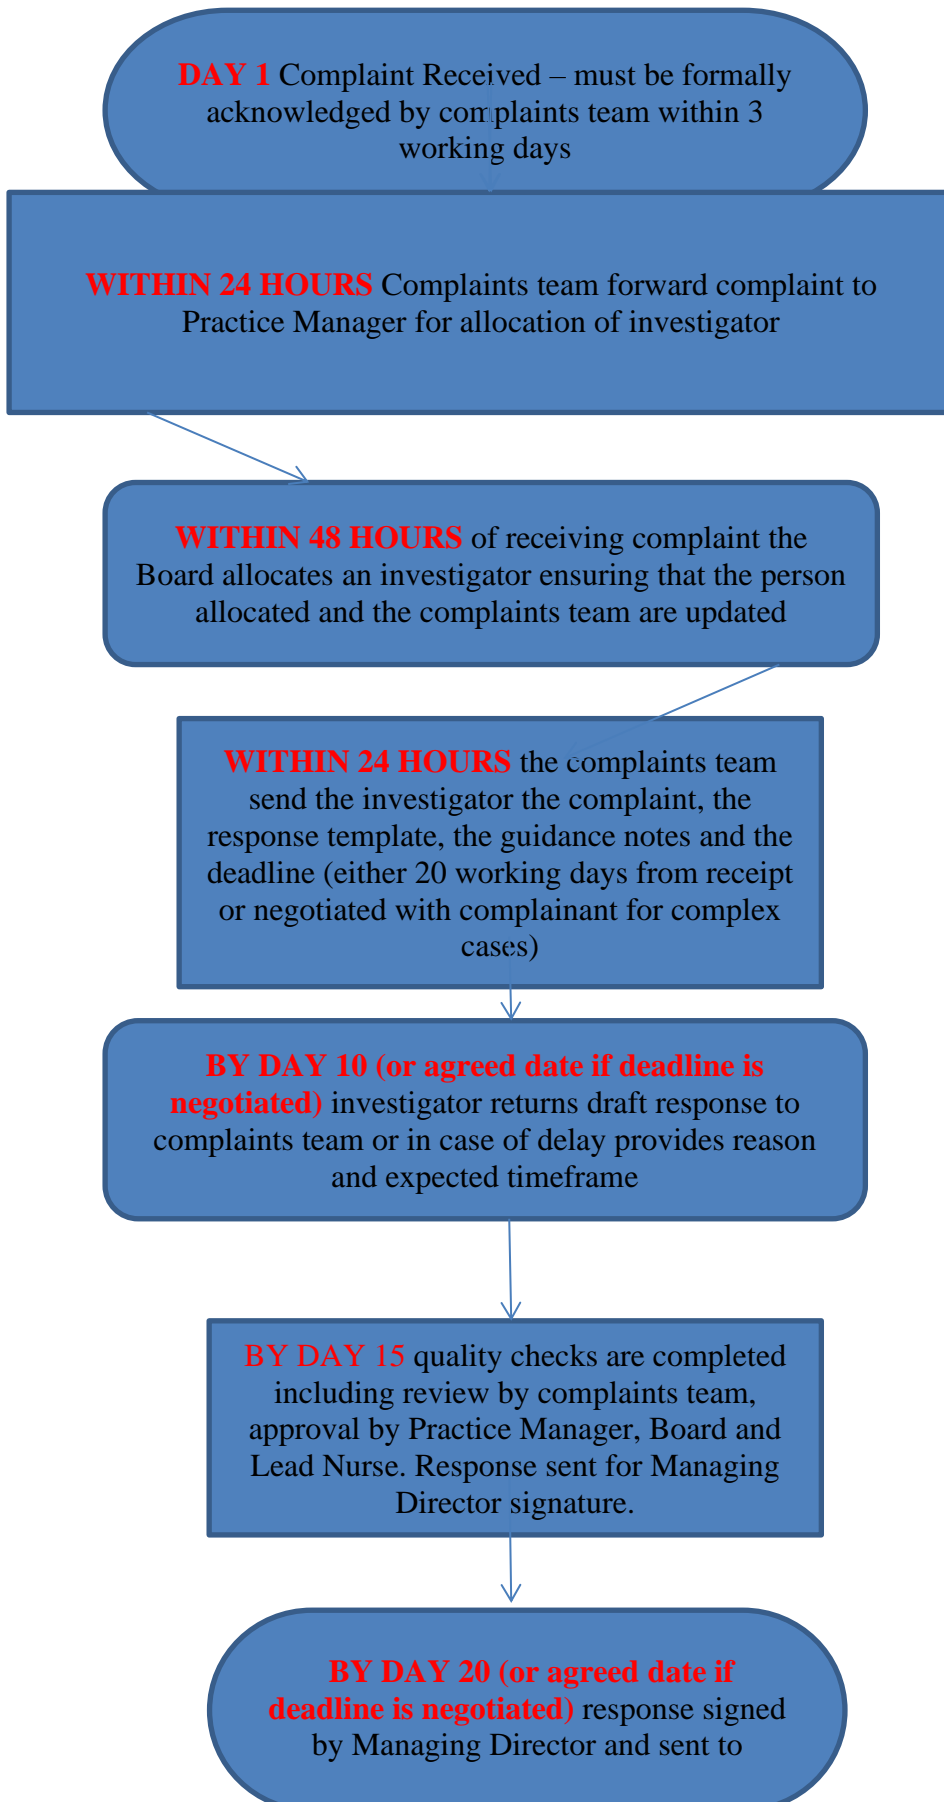 DAY 1 Complaint Received – must be formally
acknowledged by complaints team within 3
working days
WITHIN 24 HOURS Complaints team forward complaint to
Practice Manager for allocation of investigator
WITHIN 48 HOURS of receiving complaint the
Board allocates an investigator ensuring that the person
allocated and the complaints team are updated
WITHIN 24 HOURS the complaints team
send the investigator the complaint, the
response template, the guidance notes and the
deadline (either 20 working days from receipt
or negotiated with complainant for complex
cases)
BY DAY 10 (or agreed date if deadline is
negotiated) investigator returns draft response to
complaints team or in case of delay provides reason
and expected timeframe
BY DAY 15 quality checks are completed
including review by complaints team,
approval by Practice Manager, Board and
Lead Nurse. Response sent for Managing
Director signature.
BY DAY 20 (or agreed date if
deadline is negotiated) response signed
by Managing Director and sent to